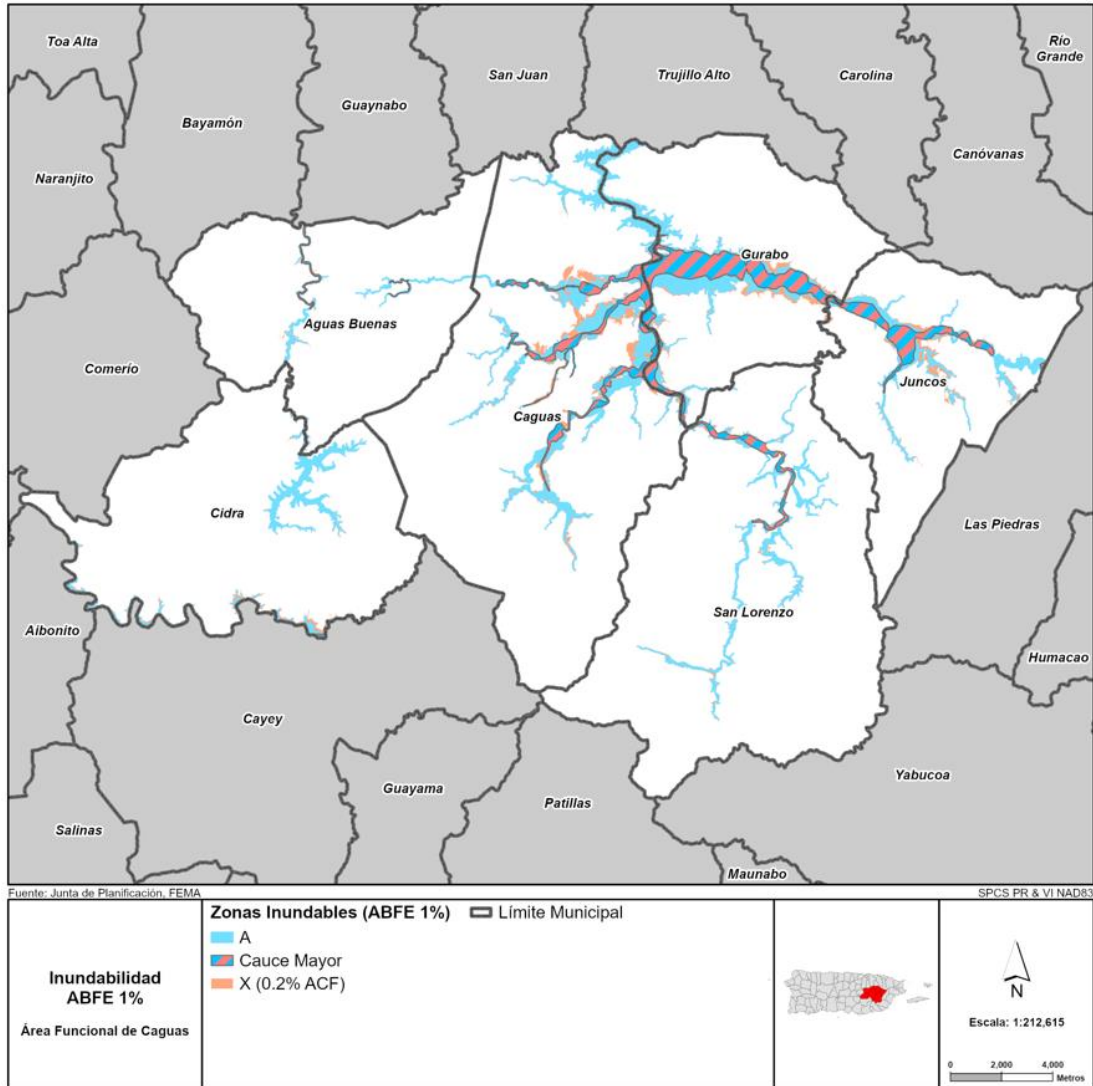 Toa Alta
San Juan
Trujillo Alto
Carolina
Río
Grande
Guaynabo
Bayamón
Canóvanas
Naranjito
Gurabo
Aguas Buenas
Comerío
Juncos
Caguas
Cidra
Las Piedras
San Lorenzo
Aibonito
Humacao
Cayey
Yabucoa
Guayama
Patillas
Salinas
Maunabo
Fuente: Junta de Planificación, FEMA
SPCS PR & VI NAD83
Inundabilidad
ABFE 1%
Área Funcional de Caguas
Zonas Inundables (ABFE 1%)
Límite Municipal
A
Cauce Mayor
X (0.2% ACF)
N
Escala: 1:212,615
0 2,000 4,000
Metros